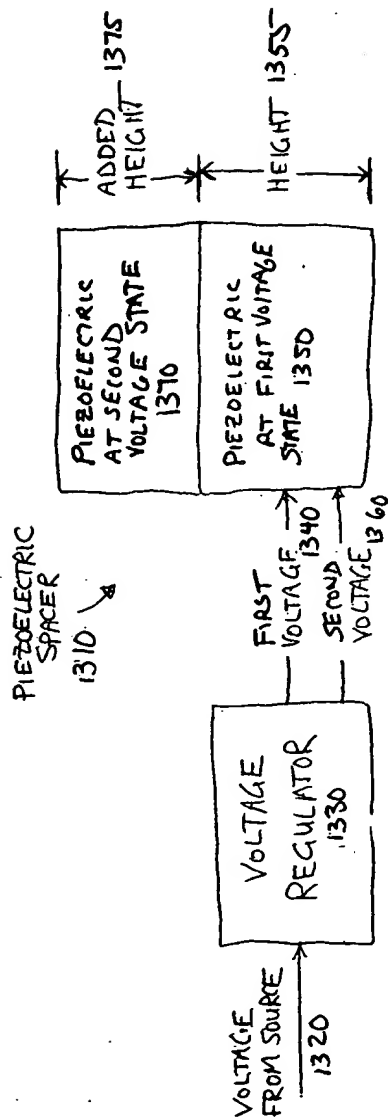 PIEZOELECTRIC
SPACER
1310
VOLTAGE
FROM SOURCE
1320
VOLTAGE
REGULATOR
1330
FIRST
VOLTAGE
1340
SECOND
VOLTAGE
1360
PIEZOELECTRIC
AT SECOND
VOLTAGE STATE
1370
PIEZOELECTRIC
AT FIRST VOLTAGE
STATE 1350
ADDED
HEIGHT 1375
HEIGHT 1355